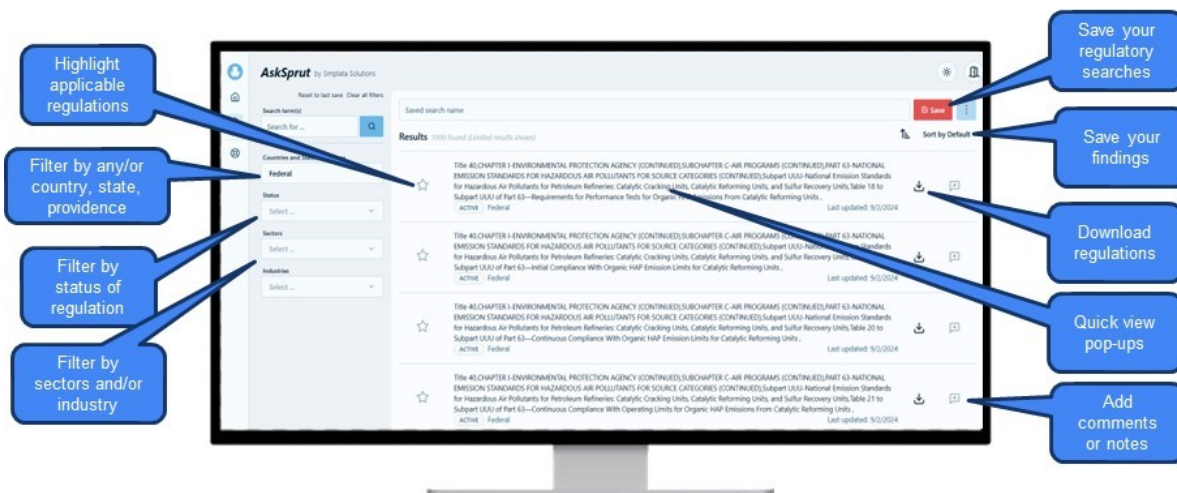 Highlight
applicable
regulations
Filter by any/or
country, state,
providence
Filter by
status of
regulation
Filter by
sectors and/or
industry
AskSprut by Simplata Solutions
Reset to last save Clear all filters
Search term(s)
Search for ...
Countries and
Federal
Status
Select ...
Sectors
Select ...
Industries
Select ...
Saved search name
Save
Results 1000 found (Limited results shown)
Sort by Default
Title 40,CHAPTER I-ENVIRONMENTAL PROTECTION AGENCY (CONTINUED),SUBCHAPTER C-AIR PROGRAMS (CONTINUED),PART 63-NATIONAL
EMISSION STANDARDS FOR HAZARDOUS AIR POLLUTANTS FOR SOURCE CATEGORIES (CONTINUED),Subpart UUU-National Emission Standards
for Hazardous Air Pollutants for Petroleum Refineries: Catalytic Cracking Units, Catalytic Reforming Units, and Sulfur Recovery Units,Table 18 to
Subpart UUU of Part 63—Requirements for Performance Tests for Organic Emissions From Catalytic Reforming Units.,
ACTIVE Federal Last updated: 9/2/2024
Title 40,CHAPTER I-ENVIRONMENTAL PROTECTION AGENCY (CONTINUED),SUBCHAPTER C-AIR PROGRAMS (CONTINUED),PART 63-NATIONAL
EMISSION STANDARDS FOR HAZARDOUS AIR POLLUTANTS FOR SOURCE CATEGORIES (CONTINUED),Subpart UUU-National Standards
for Hazardous Air Pollutants for Petroleum Refineries: Catalytic Cracking Units, Catalytic Reforming Units, and Sulfur Recovery Units, to
Subpart UUU of Part 63—Initial Compliance With Organic HAP Emission Limits for Catalytic Reforming Units.,
ACTIVE Federal Last updated: 9/2/2024
Title 40,CHAPTER I-ENVIRONMENTAL PROTECTION AGENCY (CONTINUED),SUBCHAPTER C-AIR PROGRAMS (CONTINUED),PART 63-NATIONAL
EMISSION STANDARDS FOR HAZARDOUS AIR POLLUTANTS FOR SOURCE CATEGORIES (CONTINUED),Subpart UUU-National Emission Standards
for Hazardous Air Pollutants for Petroleum Refineries: Catalytic Cracking Units, Catalytic Reforming Units, and Sulfur Recovery Units,Table 20 to
Subpart UUU of Part 63—Continuous Compliance With Organic HAP Emission Limits for Catalytic Reforming Units.,
ACTIVE Federal Last updated: 9/2/2024
Title 40,CHAPTER I-ENVIRONMENTAL PROTECTION AGENCY (CONTINUED),SUBCHAPTER C-AIR PROGRAMS (CONTINUED),PART 63-NATIONAL
EMISSION STANDARDS FOR HAZARDOUS AIR POLLUTANTS FOR SOURCE CATEGORIES (CONTINUED),Subpart UUU-National Emission Standards
for Hazardous Air Pollutants for Petroleum Refineries: Catalytic Cracking Units, Catalytic Reforming Units, and Sulfur Recovery Units,Table 21 to
Subpart UUU of Part 63—Continuous Compliance With Operating Limits for Organic HAP Emissions From Catalytic Reforming Units.,
ACTIVE Federal Last updated: 9/2/2024
Save your
regulatory
searches
Save your
findings
Download
regulations
Quick view
pop-ups
Add
comments
or notes